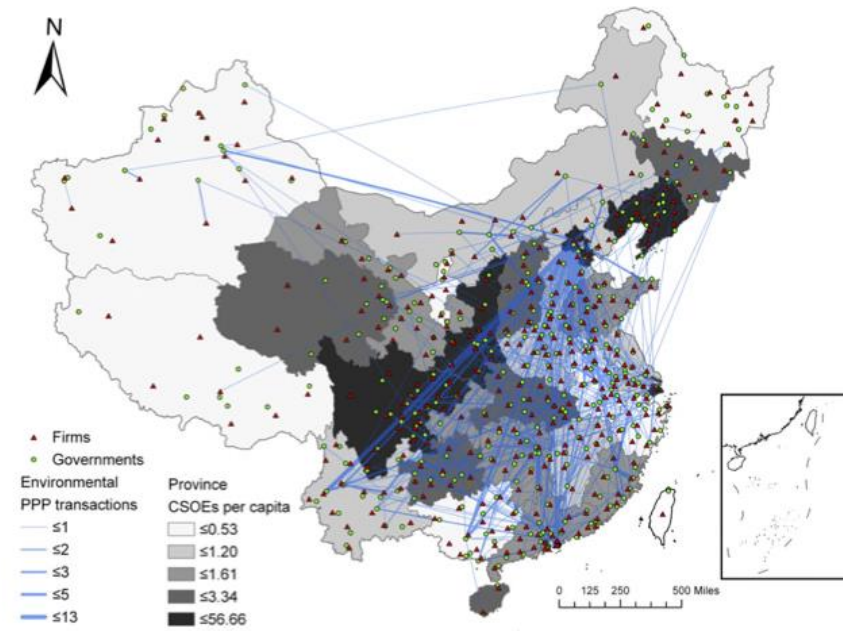 N
Firms
Governments
Environmental
PPP transactions
≤1
≤2
≤3
≤5
≤13
Province
CSOEs per capita
≤0.53
≤1.20
≤1.61
≤3.34
≤56.66
0 125 250 500 Miles